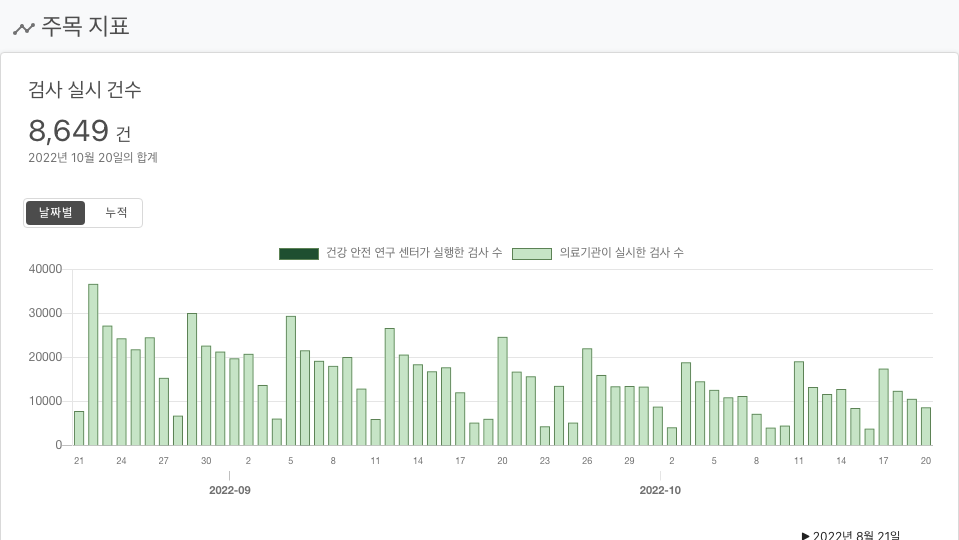 주목 지표
검사 실시 건수
8,649 건
2022년 10월 20일의 합계
날짜별 누적
건강 안전 연구 센터가 실행한 검사 수 의료기관이 실시한 검사 수
40000
30000
20000
10000
0
21 24 27 30 2 5 8 11 14 17 20 23 26 29 2 5 8 11 14 17 20
2022-09 2022-10
▶ 2022년 8월 21일